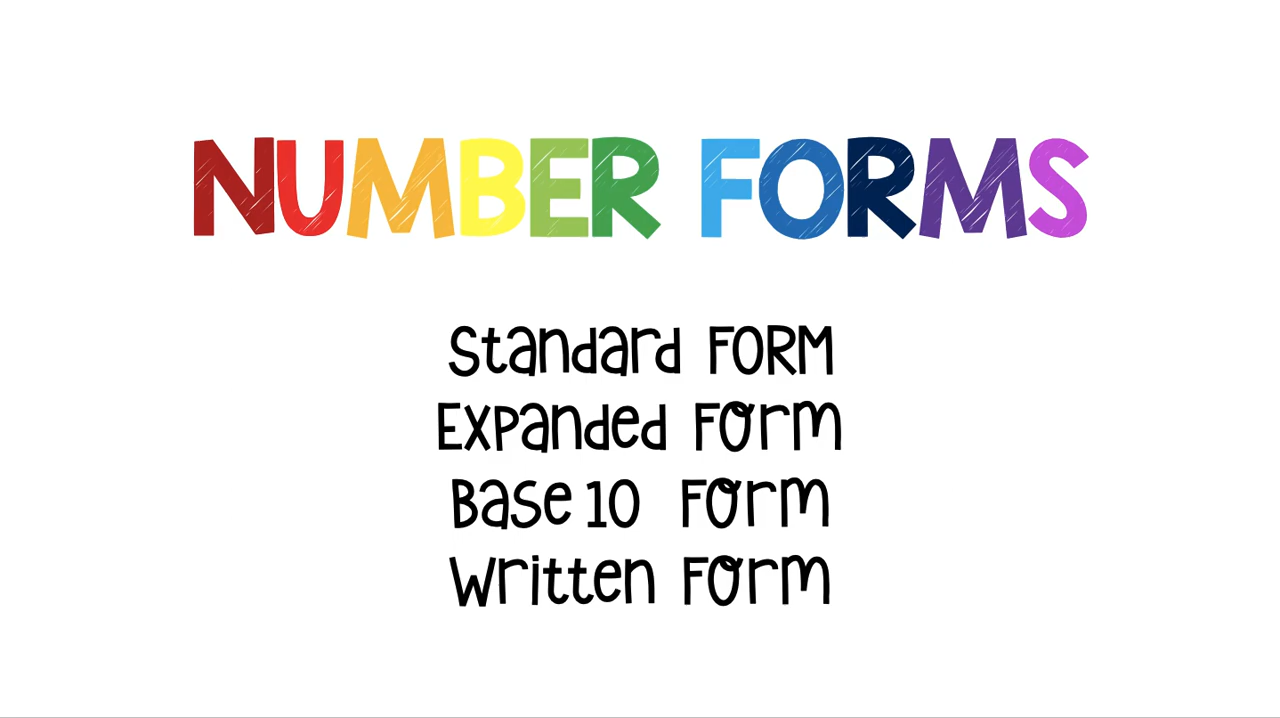 NUMBER FORMS
Standard FORM
Expanded Form
Base 10 Form
Written Form